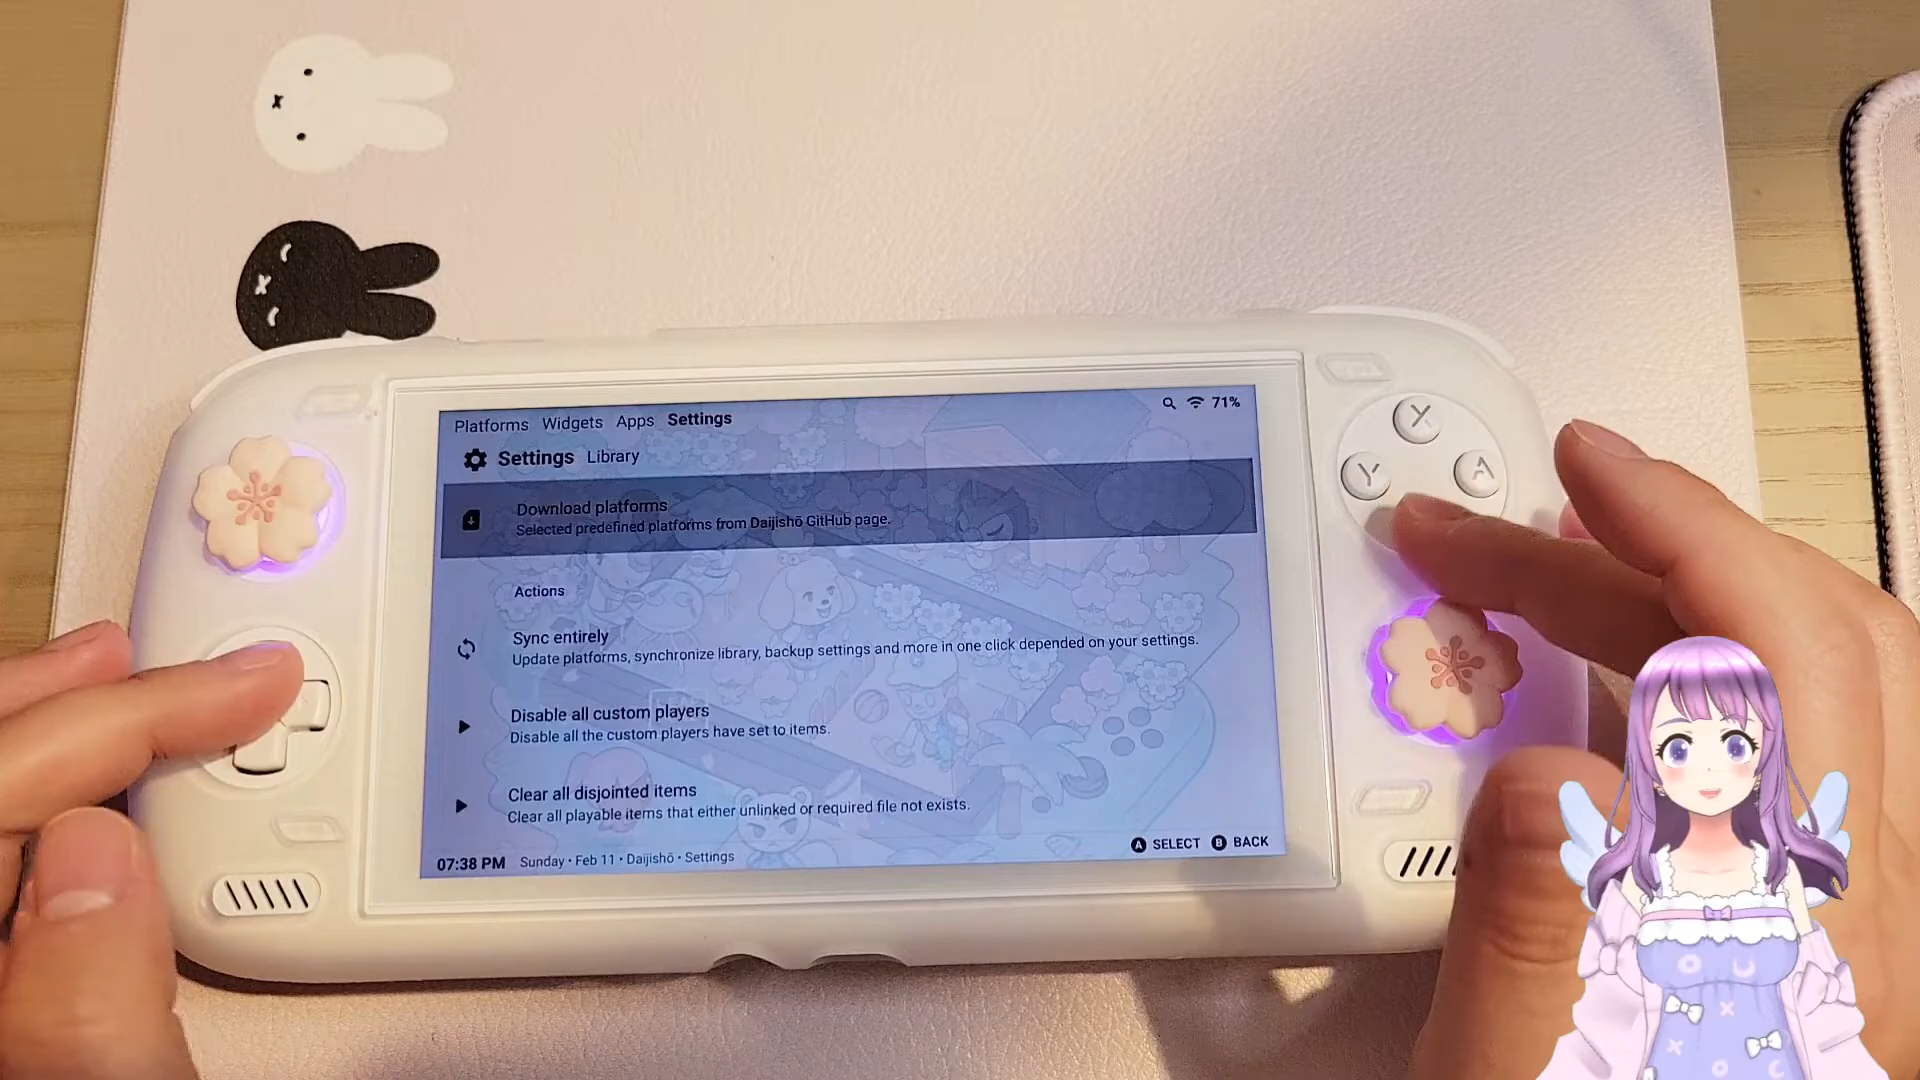 Platforms Widgets Apps Settings
71%
Settings Library
Download platforms
Selected predefined platforms from Daijishō GitHub page.
Actions
Sync entirely
Update platforms, synchronize library, backup settings and more in one click depended on your settings.
Disable all custom players
Disable all the custom players have set to items.
Clear all disjointed items
Clear all playable items that either unlinked or required file not exists.
07:38 PM Sunday • Feb 11 • Daijishō • Settings
A SELECT B BACK
X
Y
A